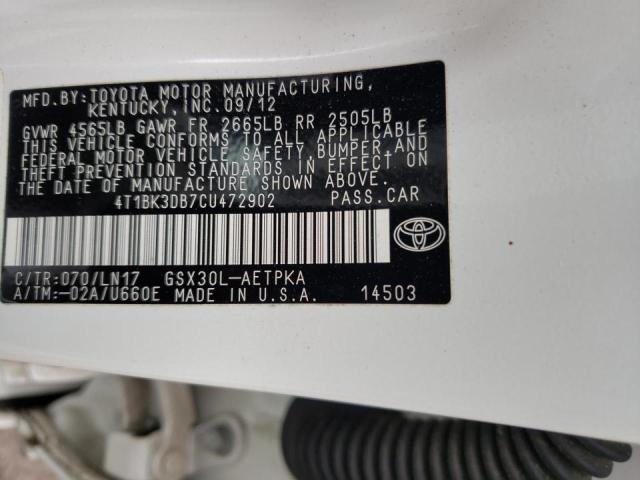 MFD.BY:TOYOTA MOTOR MANUFACTURING,
KENTUCKY, INC. 09/12
GVWR 4565LB GAWR FR 2665LB RR 2505LB
THIS VEHICLE CONFORMS TO ALL APPLICABLE
FEDERAL MOTOR VEHICLE SAFETY, BUMPER, AND
THEFT PREVENTION STANDARDS IN EFFECT
ON THE DATE OF MANUFACTURE SHOWN ABOVE.
4T1BK3DB7CU472902 PASS.CAR
C/TR:070/LN17 GSX30L-AETPKA
A/TM:-02A/U660E MADE IN U.S.A. 14503